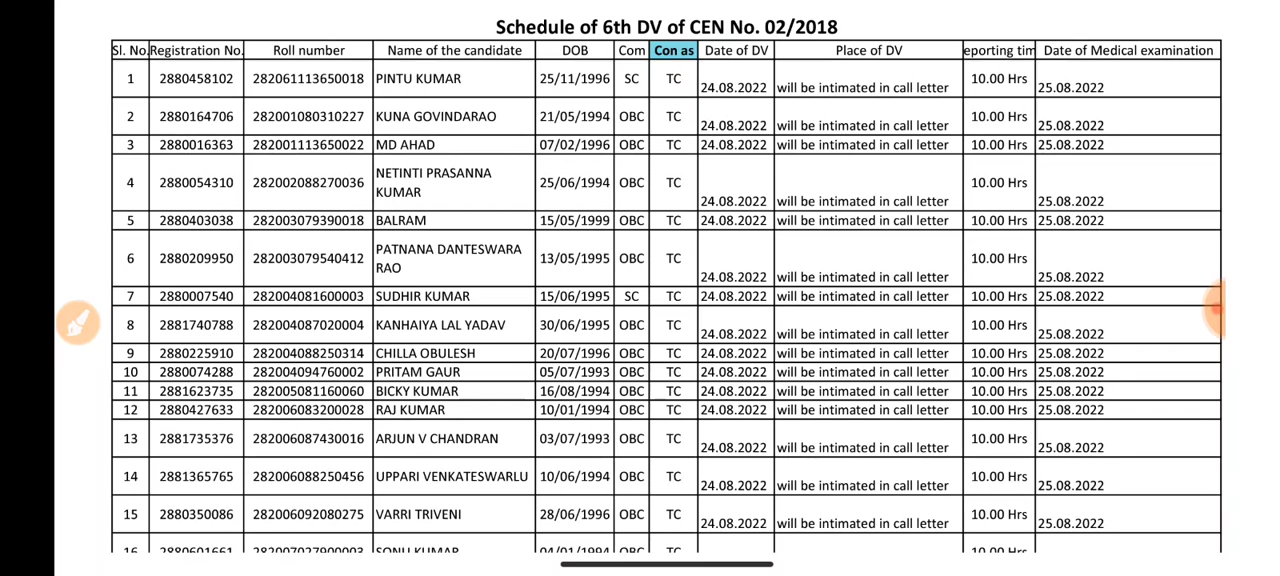 Schedule of 6th DV of CEN No. 02/2018
Sl. No. Registration No. Roll number Name of the candidate DOB Com Con as Date of DV Place of DV eporting tim Date of Medical examination
1 2880458102 282061113650018 PINTU KUMAR 25/11/1996 SC TC 24.08.2022 will be intimated in call letter 10.00 Hrs 25.08.2022
2 2880164706 282001080310227 KUNA GOVINDARAO 21/05/1994 OBC TC 24.08.2022 will be intimated in call letter 10.00 Hrs 25.08.2022
3 2880016363 282001113650022 MD AHAD 07/02/1996 OBC TC 24.08.2022 will be intimated in call letter 10.00 Hrs 25.08.2022
4 2880054310 282002088270036 NETINTI PRASANNA
KUMAR 25/06/1994 OBC TC 24.08.2022 will be intimated in call letter 10.00 Hrs 25.08.2022
5 2880403038 282003079390018 BALRAM 15/05/1999 OBC TC 24.08.2022 will be intimated in call letter 10.00 Hrs 25.08.2022
6 2880209950 282003079540412 PATNANA DANTESWARA
RAO 13/05/1995 OBC TC 24.08.2022 will be intimated in call letter 10.00 Hrs 25.08.2022
7 2880007540 282004081600003 SUDHIR KUMAR 15/06/1995 SC TC 24.08.2022 will be intimated in call letter 10.00 Hrs 25.08.2022
8 2881740788 282004087020004 KANHAIYA LAL YADAV 30/06/1995 OBC TC 24.08.2022 will be intimated in call letter 10.00 Hrs 25.08.2022
9 2880225910 282004088250314 CHILLA OBULESH 20/07/1996 OBC TC 24.08.2022 will be intimated in call letter 10.00 Hrs 25.08.2022
10 2880074288 282004094760002 PRITAM GAUR 05/07/1993 OBC TC 24.08.2022 will be intimated in call letter 10.00 Hrs 25.08.2022
11 2881623735 282005081160060 BICKY KUMAR 16/08/1994 OBC TC 24.08.2022 will be intimated in call letter 10.00 Hrs 25.08.2022
12 2880427633 282006083200028 RAJ KUMAR 10/01/1994 OBC TC 24.08.2022 will be intimated in call letter 10.00 Hrs 25.08.2022
13 2881735376 282006087430016 ARJUN V CHANDRAN 03/07/1993 OBC TC 24.08.2022 will be intimated in call letter 10.00 Hrs 25.08.2022
14 2881365765 282006088250456 UPPARI VENKATESWARLU 10/06/1994 OBC TC 24.08.2022 will be intimated in call letter 10.00 Hrs 25.08.2022
15 2880350086 282006092080275 VARRI TRIVENI 28/06/1996 OBC TC 24.08.2022 will be intimated in call letter 10.00 Hrs 25.08.2022
16 2880601661 282007027900003 SONU KUMAR 04/01/1994 OBC TC 10.00 Hrs